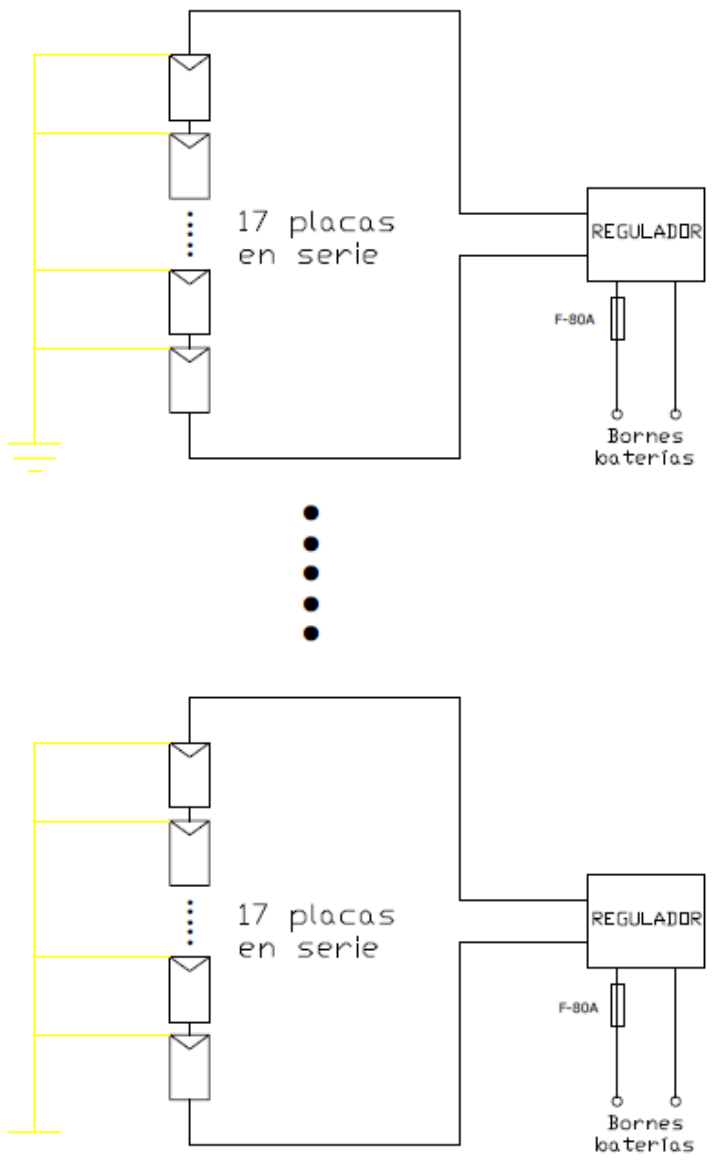 17 placas
en serie
REGULADOR
F-80A
Bornes
baterías
17 placas
en serie
REGULADOR
F-80A
Bornes
baterías